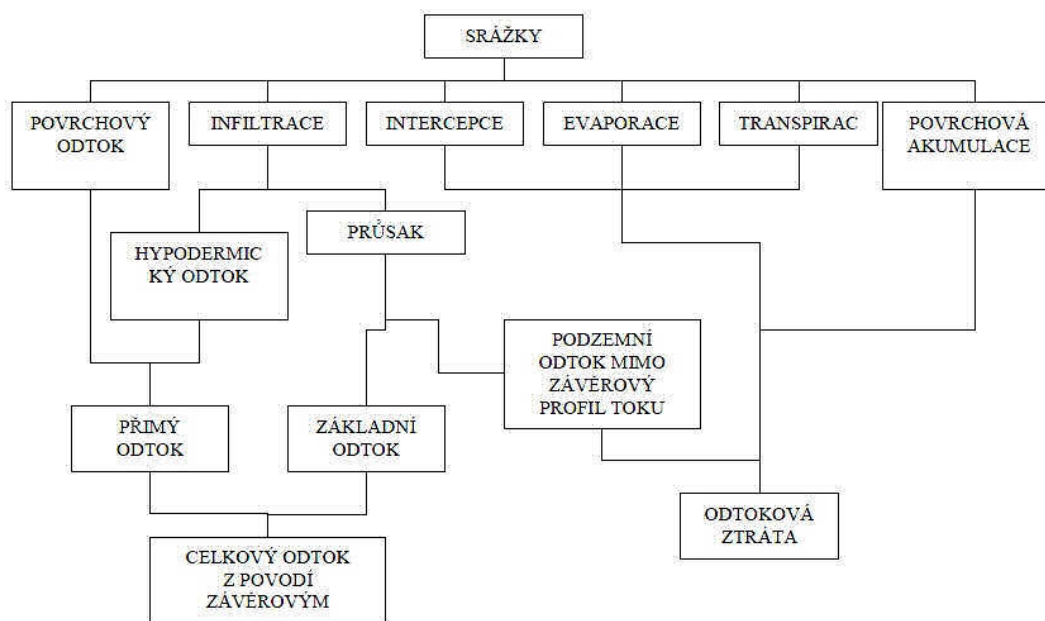 SRÁŽKY
POVRCHOVÝ
ODTOK
INFILTRACE
INTERCEPCE
EVAPORACE
TRANSPIRAC
POVRCHOVÁ
AKUMULACE
PRŮSAK
HYPODERMIC
KÝ ODTOK
PODZEMNÍ
ODTOK MIMO
ZÁVĚROVÝ
PROFIL TOKU
PŘIMÝ
ODTOK
ZÁKLADNÍ
ODTOK
ODTOKOVÁ
ZTRÁTA
CELKOVÝ ODTOK
Z POVODÍ
ZÁVĚROVÝM